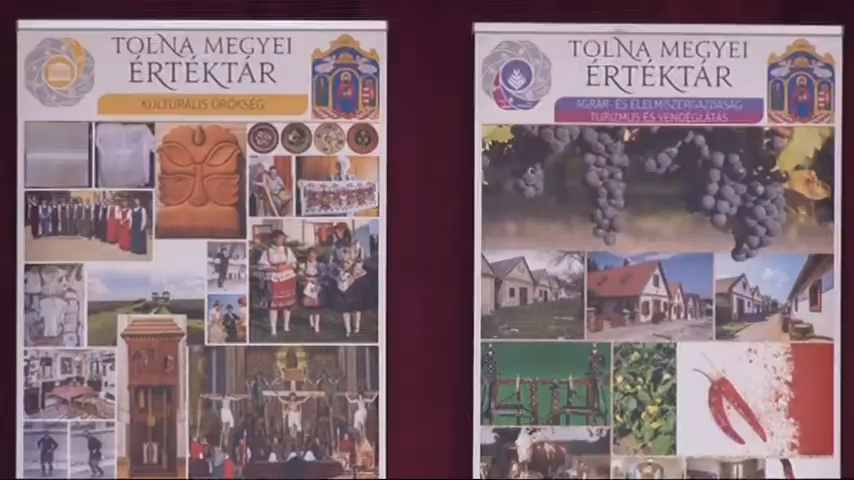 TOLNA MEGYEI
ÉRTÉKTÁR
KULTURÁLIS ÖRÖKSÉG
TOLNA MEGYEI
ÉRTÉKTÁR
AGRÁR- ÉS ÉLELMISZERGAZDASÁG
TURIZMUS ÉS VENDÉGLÁTÁS